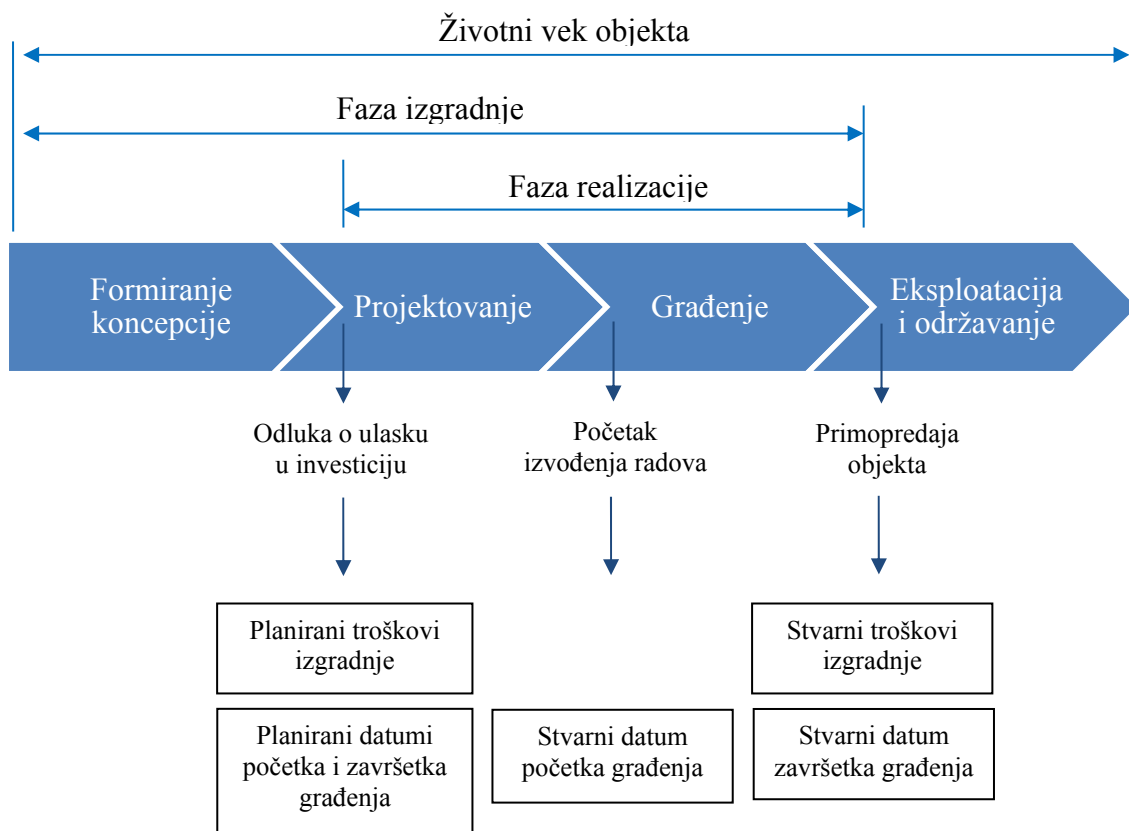 Životni vek objekta
Faza izgradnje
Faza realizacije
Formiranje
koncepcije
Projektovanje
Građenje
Eksploatacija
i održavanje
Odluka o ulasku
u investiciju
Početak
izvođenja radova
Primopredaja
objekta
Planirani troškovi
izgradnje
Stvarni troškovi
izgradnje
Planirani datumi
početka i završetka
građenja
Stvarni datum
početka građenja
Stvarni datum
završetka građenja